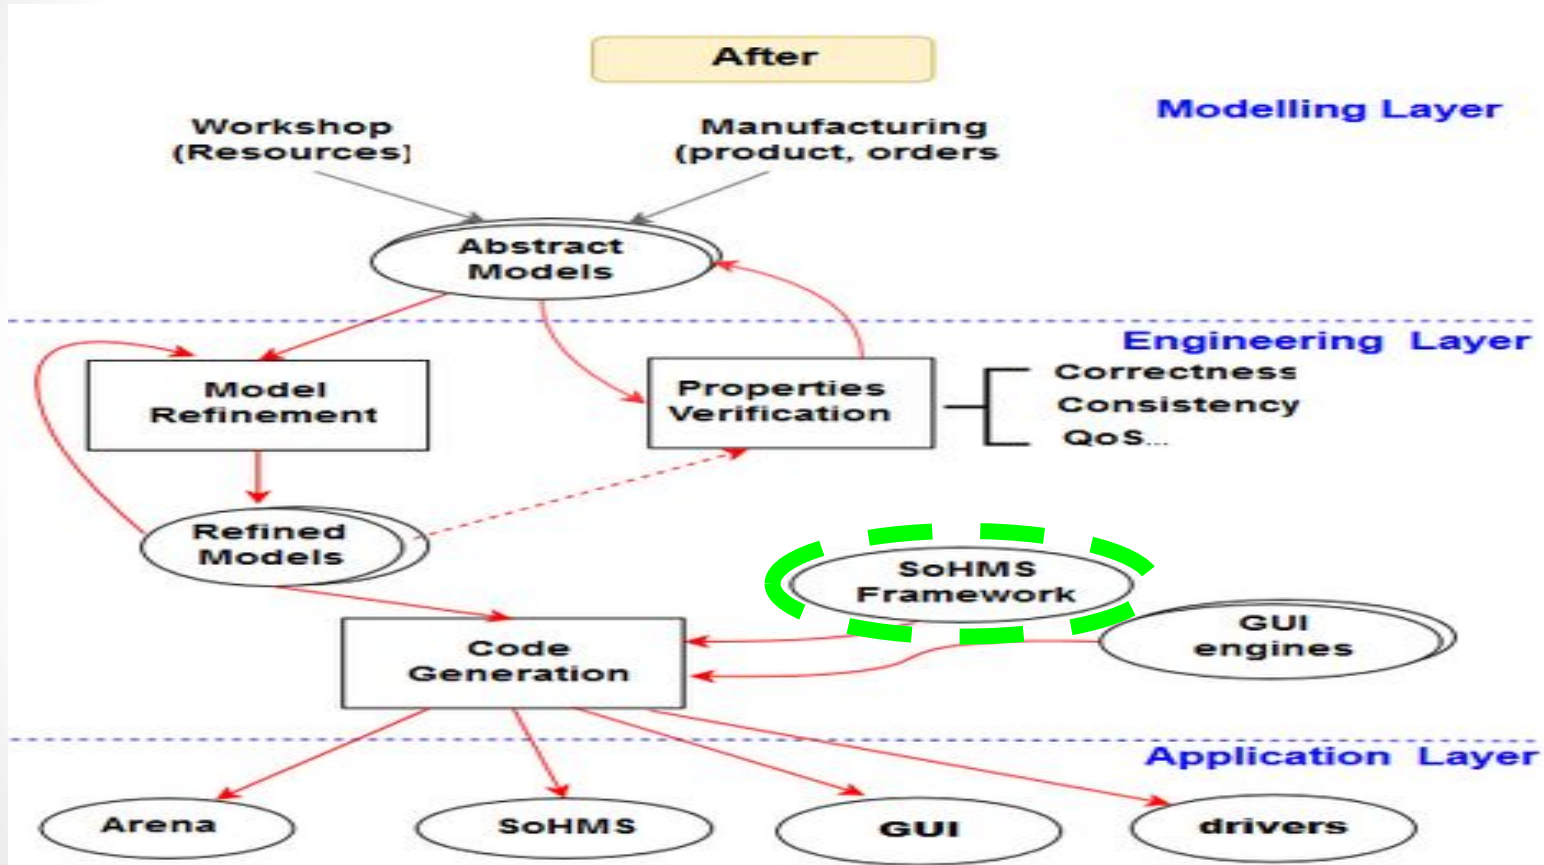 After
Modelling Layer
Workshop
(Resources)
Manufacturing
(product, orders
Abstract
Models
Engineering Layer
Model
Refinement
Properties
Verification
Correctness
Consistency
QoS...
Refined
Models
SoHMS
Framework
GUI
engines
Code
Generation
Application Layer
Arena
SoHMS
GUI
drivers